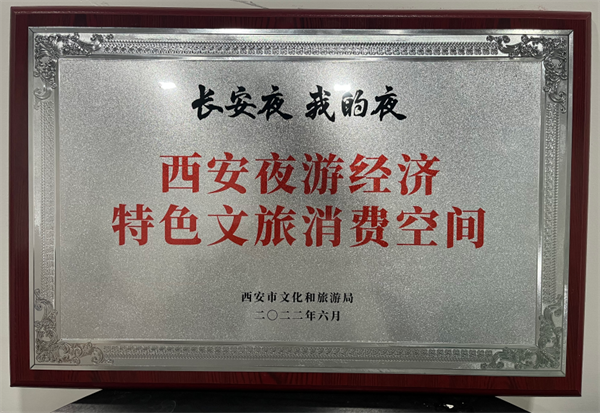 长安夜 我的夜
西安夜游经济
特色文旅消费空间
西安市文化和旅游局
二〇二二年六月